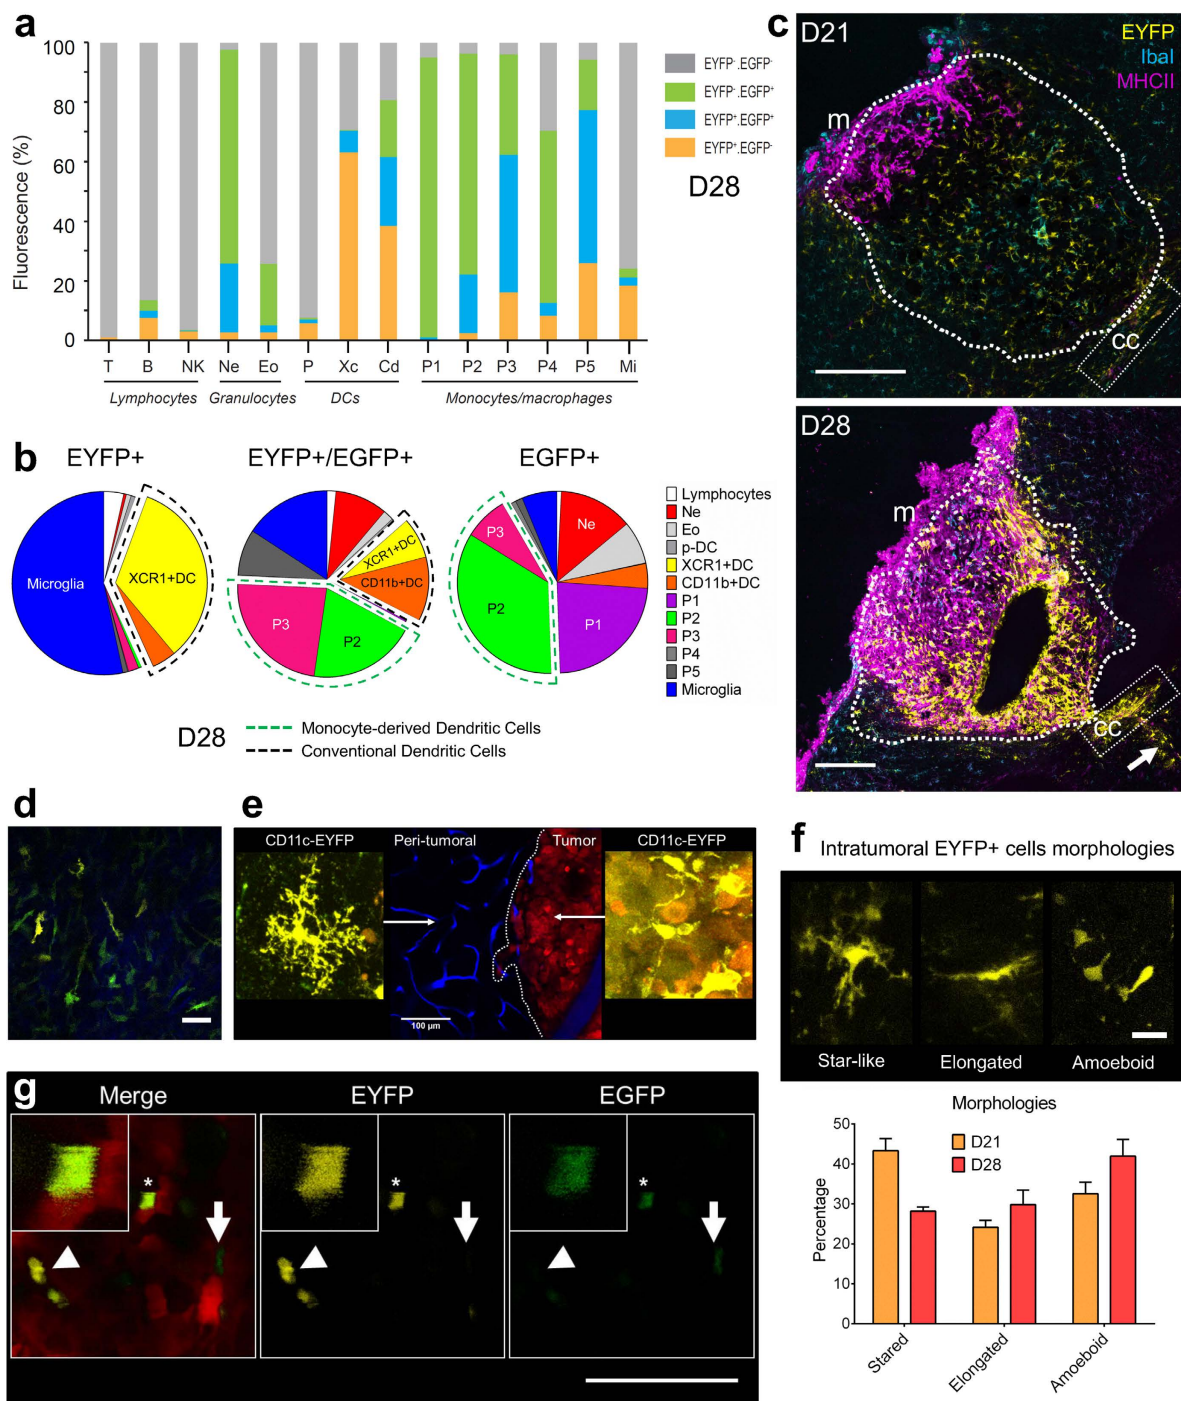 a
100
80
60
40
20
0
Fluorescence (%)
T B NK Ne Eo P Xc Cd P1 P2 P3 P4 P5 Mi
Lymphocytes Granulocytes DCs Monocytes/macrophages
EYFP-.EGFP-
EYFP-.EGFP+
EYFP+.EGFP+
EYFP+.EGFP-
D28
b
EYFP+ EYFP+/EGFP+ EGFP+
Microglia
XCR1+DC
XCR1+DC
CD11b+DC
P3
P2
P3
Ne
P2
P1
Lymphocytes
Ne
Eo
p-DC
XCR1+DC
CD11b+DC
P1
P2
P3
P4
P5
Microglia
D28
Monocyte-derived Dendritic Cells
Conventional Dendritic Cells
c
D21
EYFP
IbaI
MHCII
m
cc
D28
m
cc
d
e
CD11c-EYFP Peri-tumoral Tumor CD11c-EYFP
100 µm
f
Intratumoral EYFP+ cells morphologies
Star-like Elongated Amoeboid
Morphologies
50
40
30
20
10
0
Percentage
D21
D28
Stared Elongated Amoeboid
g
Merge EYFP EGFP
* * *